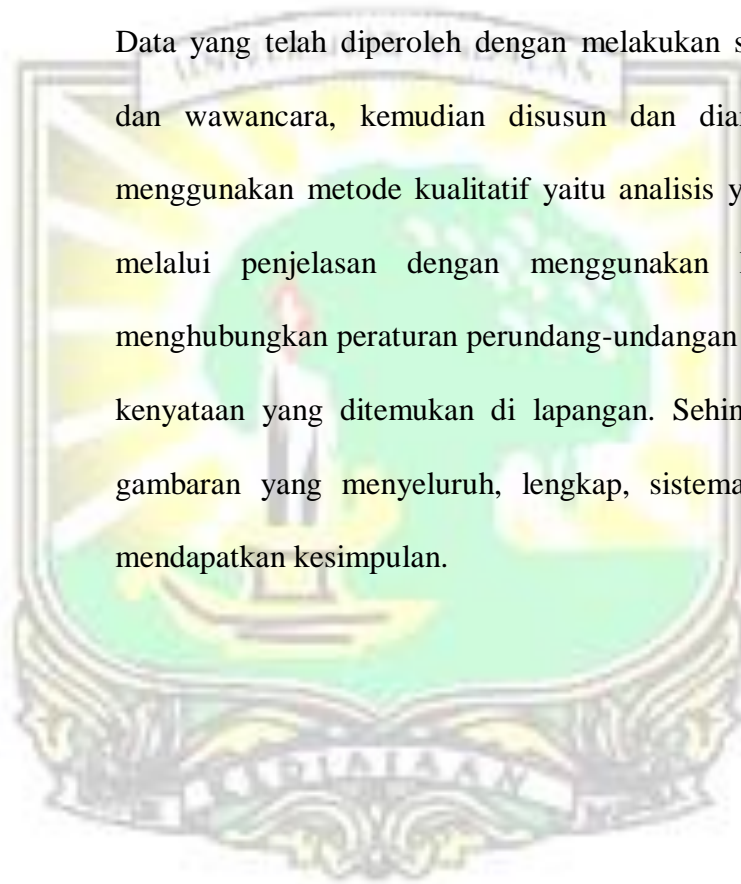 Data yang telah diperoleh dengan melakukan s
dan wawancara, kemudian disusun dan dia
menggunakan metode kualitatif yaitu analisis y
melalui penjelasan dengan menggunakan
menghubungkan peraturan perundang-undangan
kenyataan yang ditemukan di lapangan. Sehin
gambaran yang menyeluruh, lengkap, sistema
mendapatkan kesimpulan.